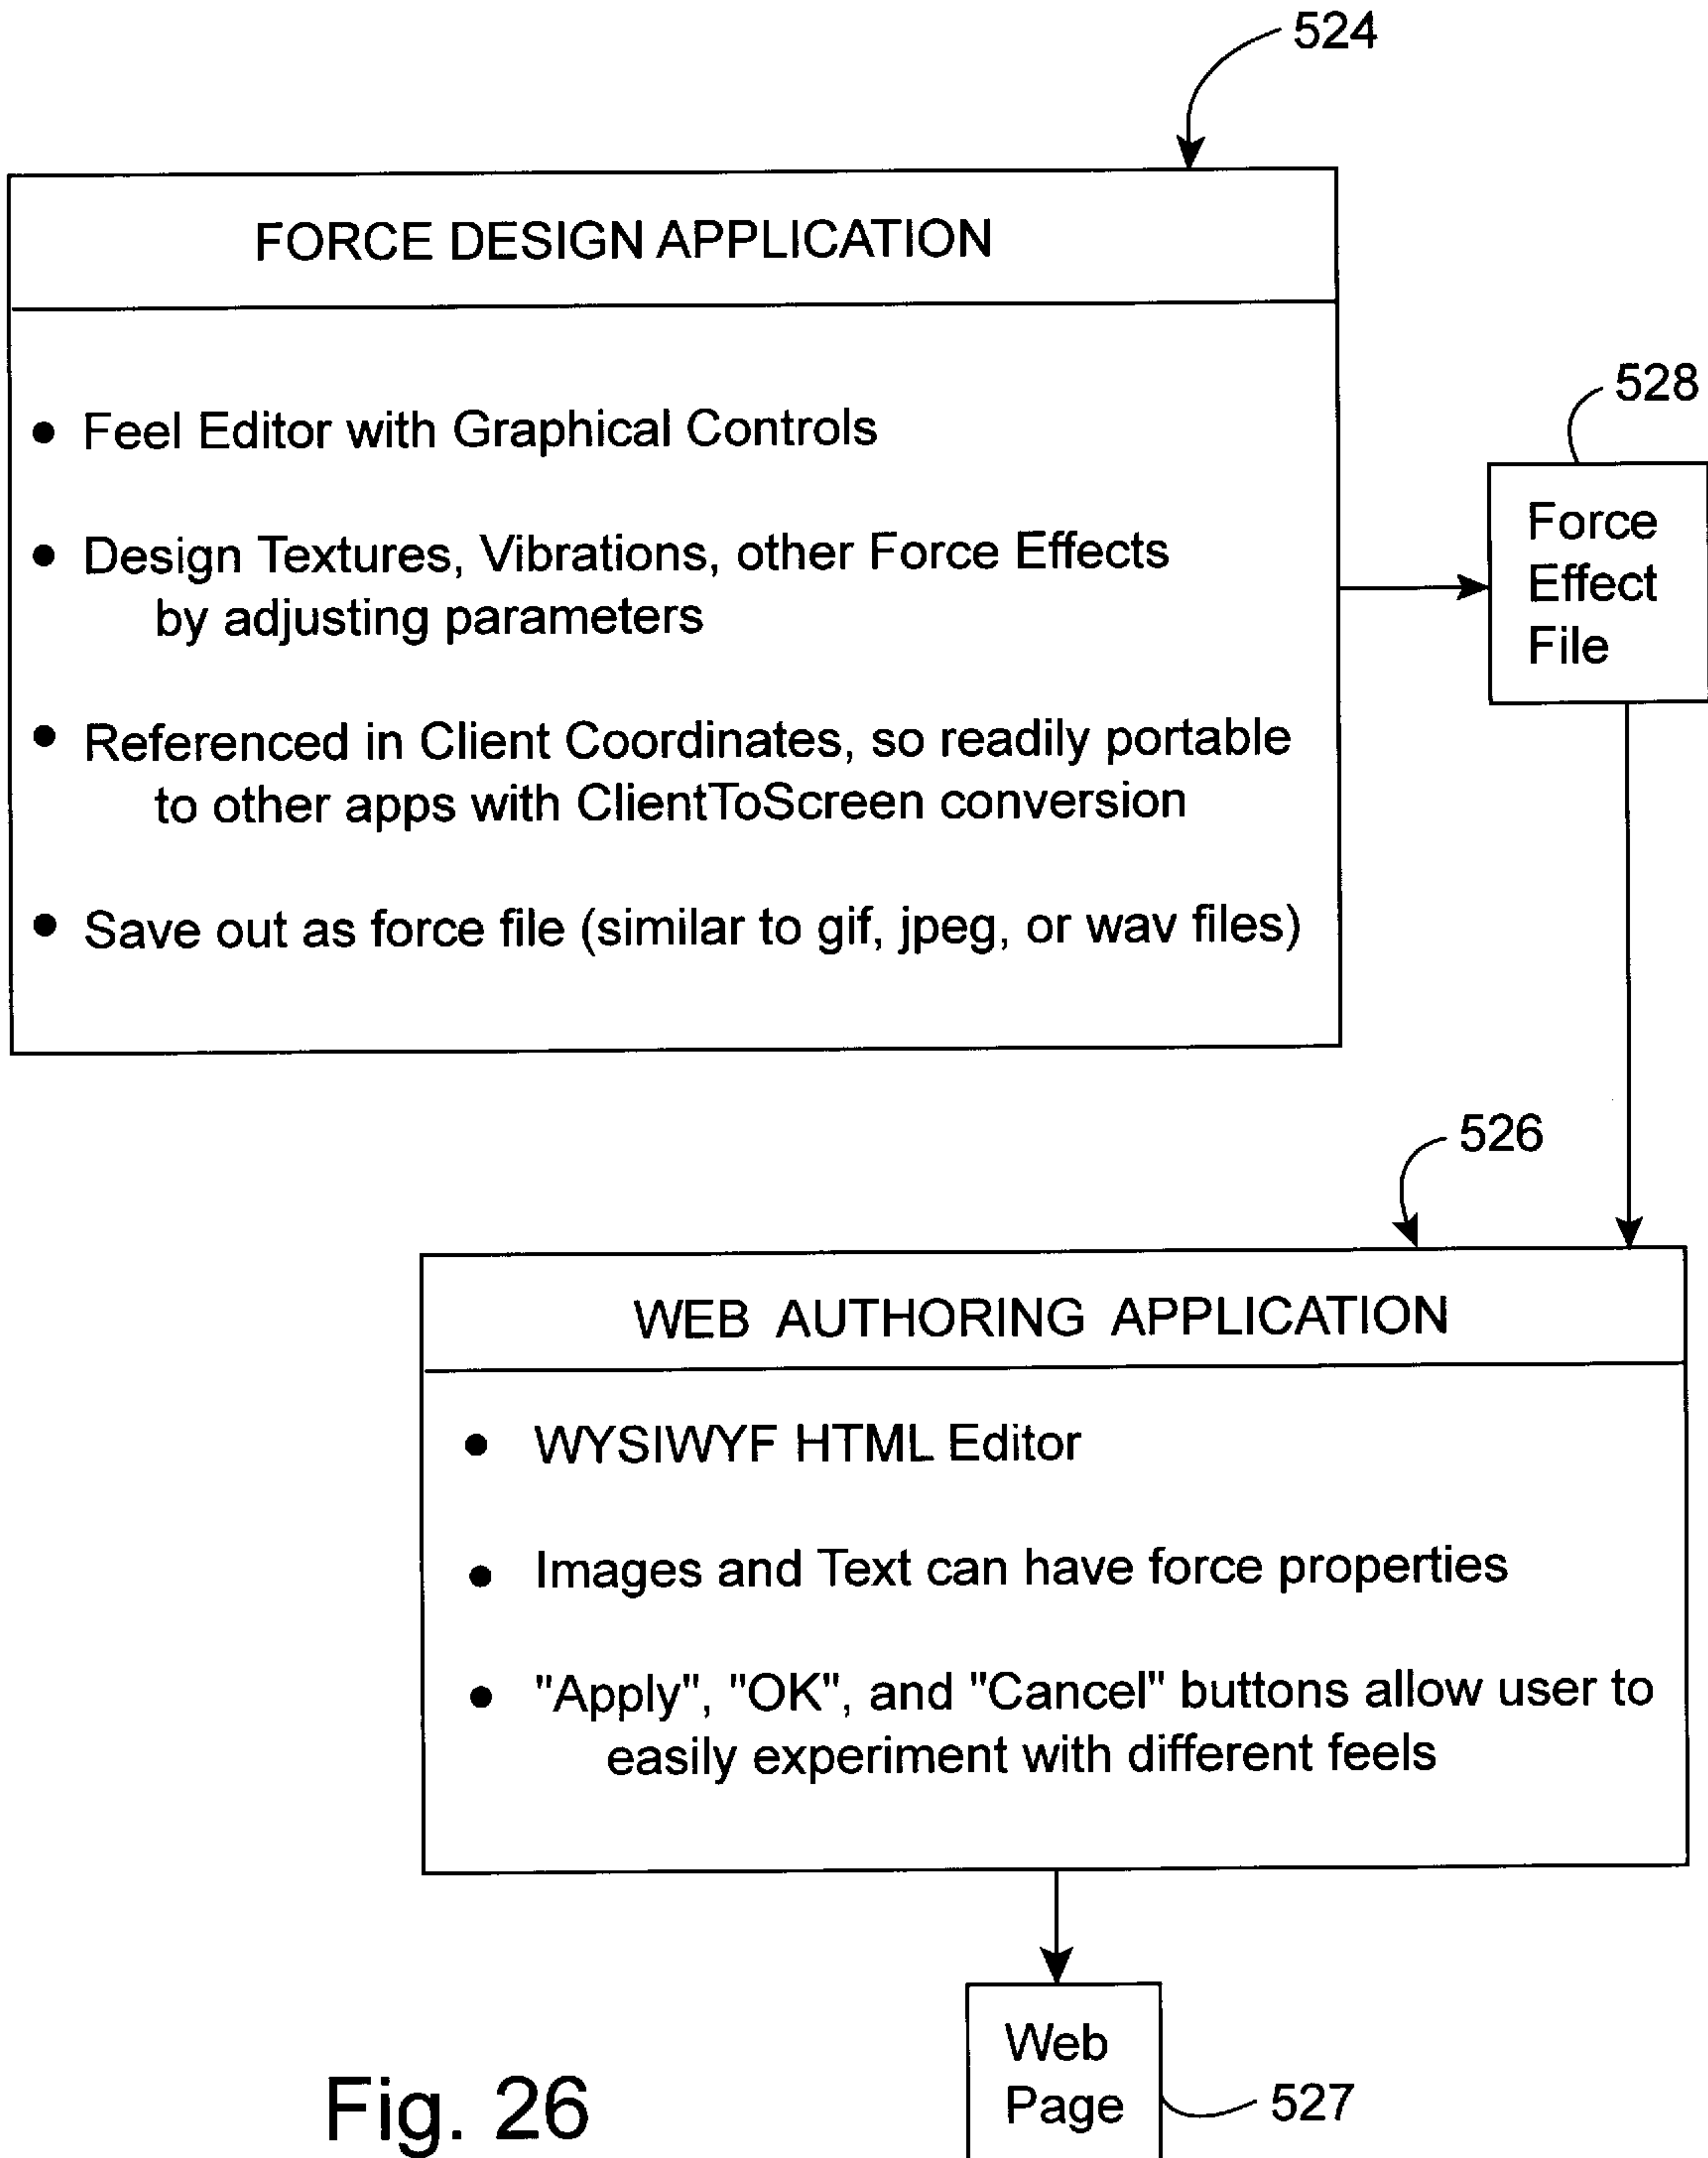 524
FORCE DESIGN APPLICATION
● Feel Editor with Graphical Controls
● Design Textures, Vibrations, other Force Effects
by adjusting parameters
● Referenced in Client Coordinates, so readily portable
to other apps with ClientToScreen conversion
● Save out as force file (similar to gif, jpeg, or wav files)
528
Force
Effect
File
526
WEB AUTHORING APPLICATION
● WYSIWYF HTML Editor
● Images and Text can have force properties
● "Apply", "OK", and "Cancel" buttons allow user to
easily experiment with different feels
Web
Page
527
Fig. 26